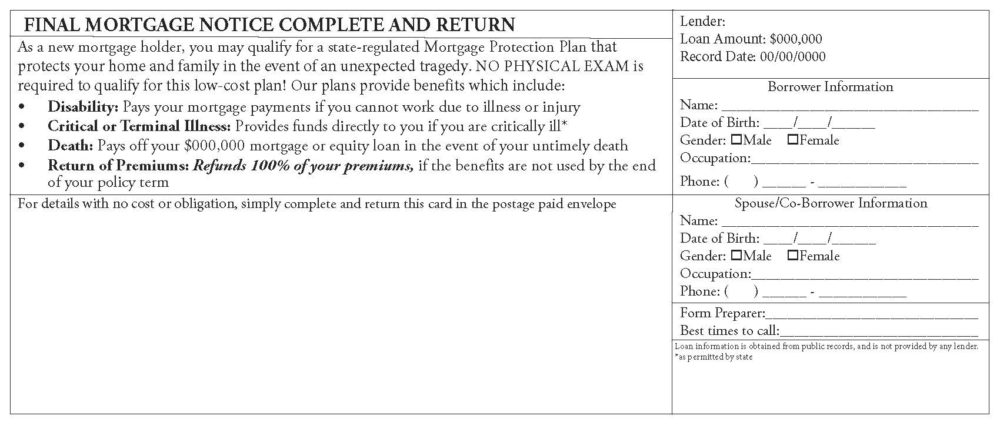 FINAL MORTGAGE NOTICE COMPLETE AND RETURN
As a new mortgage holder, you may qualify for a state-regulated Mortgage Protection Plan that
protects your home and family in the event of an unexpected tragedy. NO PHYSICAL EXAM is
required to qualify for this low-cost plan! Our plans provide benefits which include:
• Disability: Pays your mortgage payments if you cannot work due to illness or injury
• Critical or Terminal Illness: Provides funds directly to you if you are critically ill*
• Death: Pays off your $000,000 mortgage or equity loan in the event of your untimely death
• Return of Premiums: Refunds 100% of your premiums, if the benefits are not used by the end
of your policy term
For details with no cost or obligation, simply complete and return this card in the postage paid envelope
Lender:
Loan Amount: $000,000
Record Date: 00/00/0000
Borrower Information
Name: ___________________________________
Date of Birth: ____/____/______
Gender: ☐Male ☐Female
Occupation:_______________________________
Phone: ( ) ______ - ____________
Spouse/Co-Borrower Information
Name: ___________________________________
Date of Birth: ____/____/______
Gender: ☐Male ☐Female
Occupation:_______________________________
Phone: ( ) ______ - ____________
Form Preparer:_____________________________
Best times to call:___________________________
Loan information is obtained from public records, and is not provided by any lender.
*as permitted by state